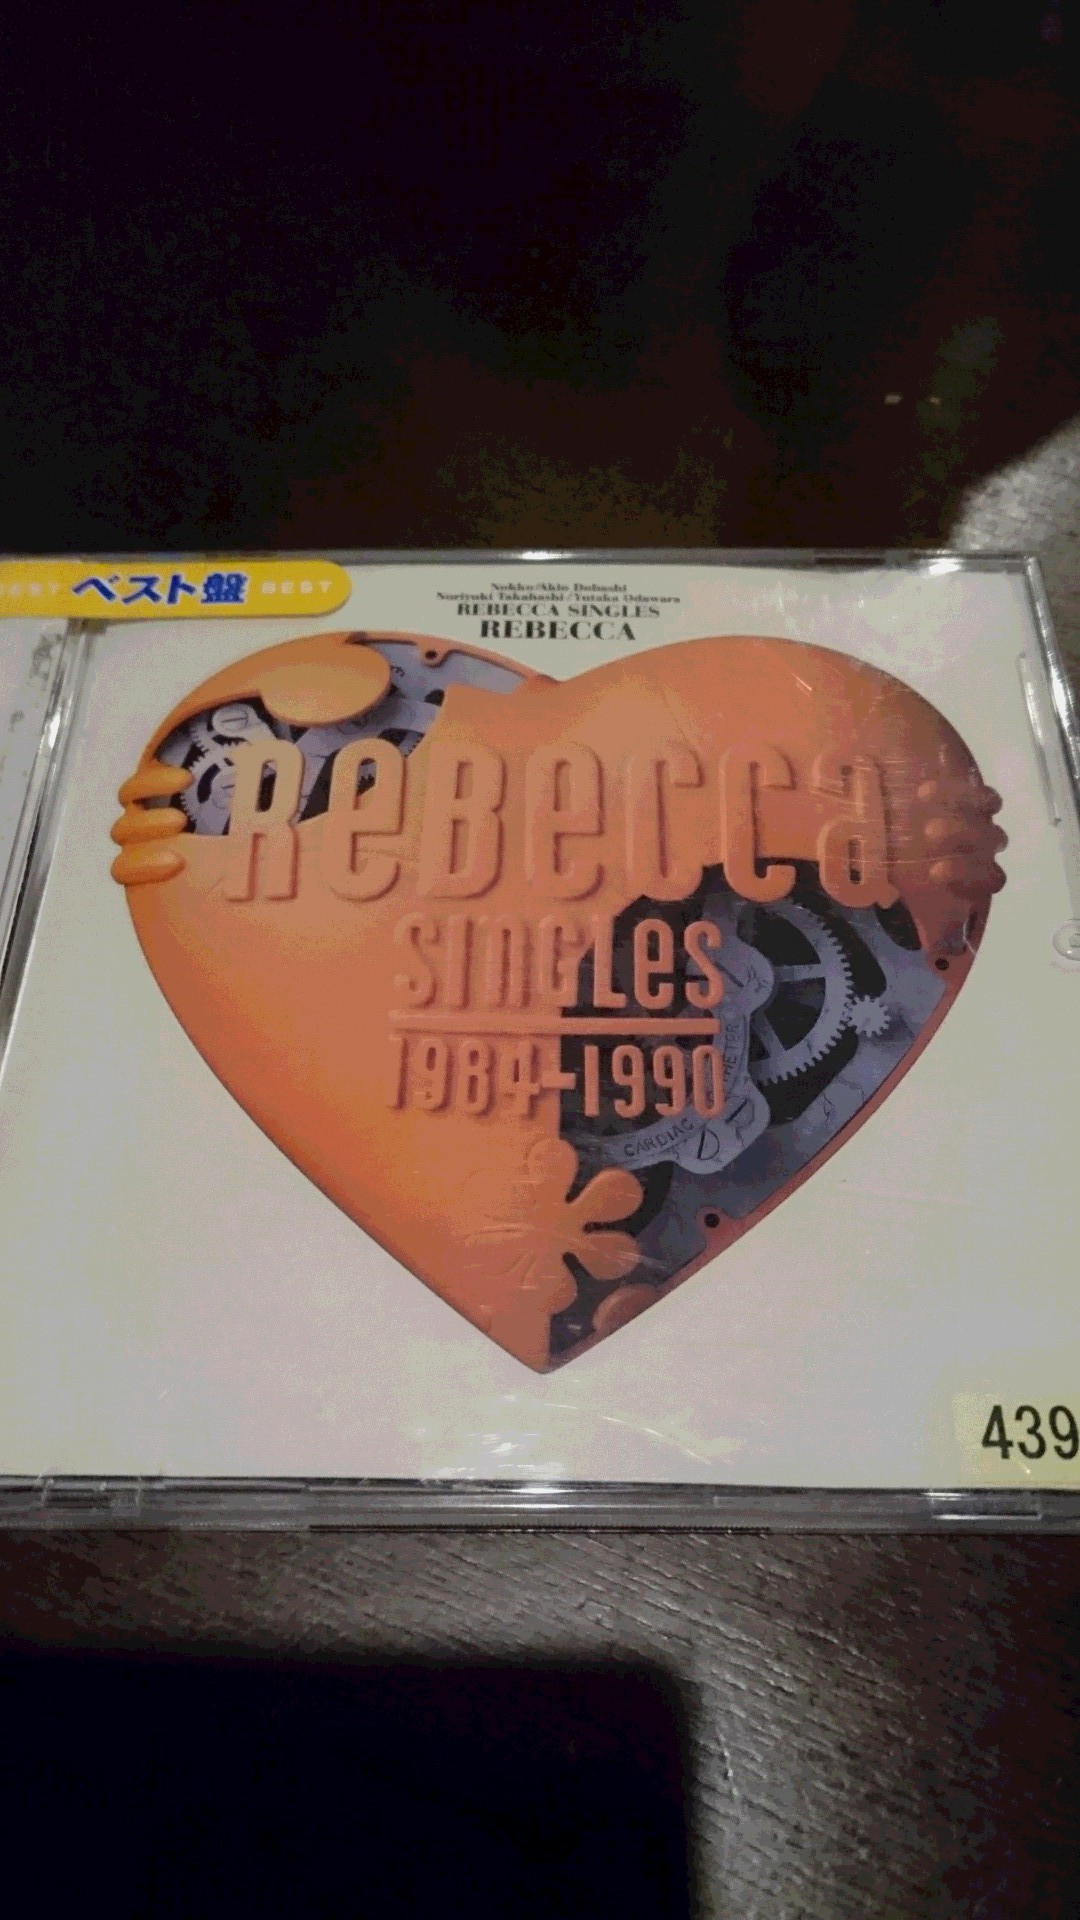 BEST ベスト盤 BEST
Nokko/Akio Dobashi
Noriyuki Takahashi/Yutaka Odawara
REBECCA SINGLES
REBECCA
REBECCA
SINGLES
1984-1990
METER
CARDIAC
439